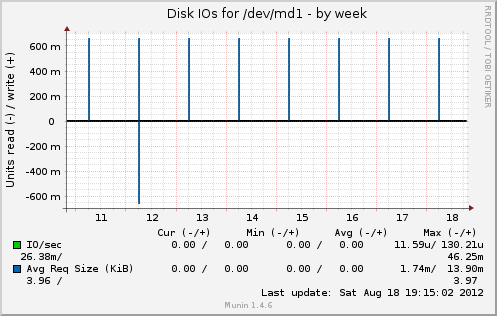 Disk IOs for /dev/md1 - by week
RRDTOOL / TOBI OETIKER
Units read (-) / write (+)
600 m
400 m
200 m
0
-200 m
-400 m
-600 m
11 12 13 14 15 16 17 18
Cur (-/+) Min (-/+) Avg (-/+) Max (-/+)
IO/sec 0.00 / 0.00 0.00 / 0.00 11.59u/ 130.21u
26.38m/ 46.25m
Avg Req Size (KiB) 0.00 / 0.00 0.00 / 0.00 1.74m/ 13.90m
3.96 / 3.97
Last update: Sat Aug 18 19:15:02 2012
Munin 1.4.6